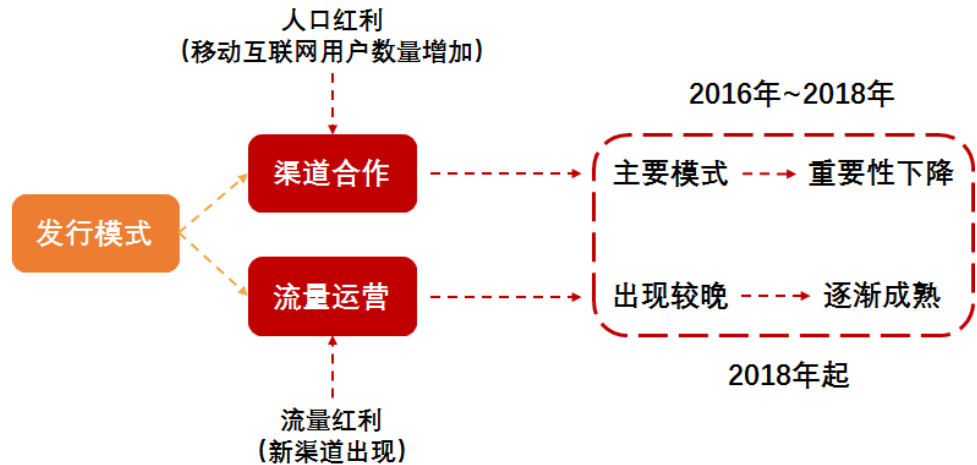 人口红利
（移动互联网用户数量增加）
2016年~2018年
渠道合作
主要模式
重要性下降
发行模式
流量运营
出现较晚
逐渐成熟
2018年起
流量红利
（新渠道出现）